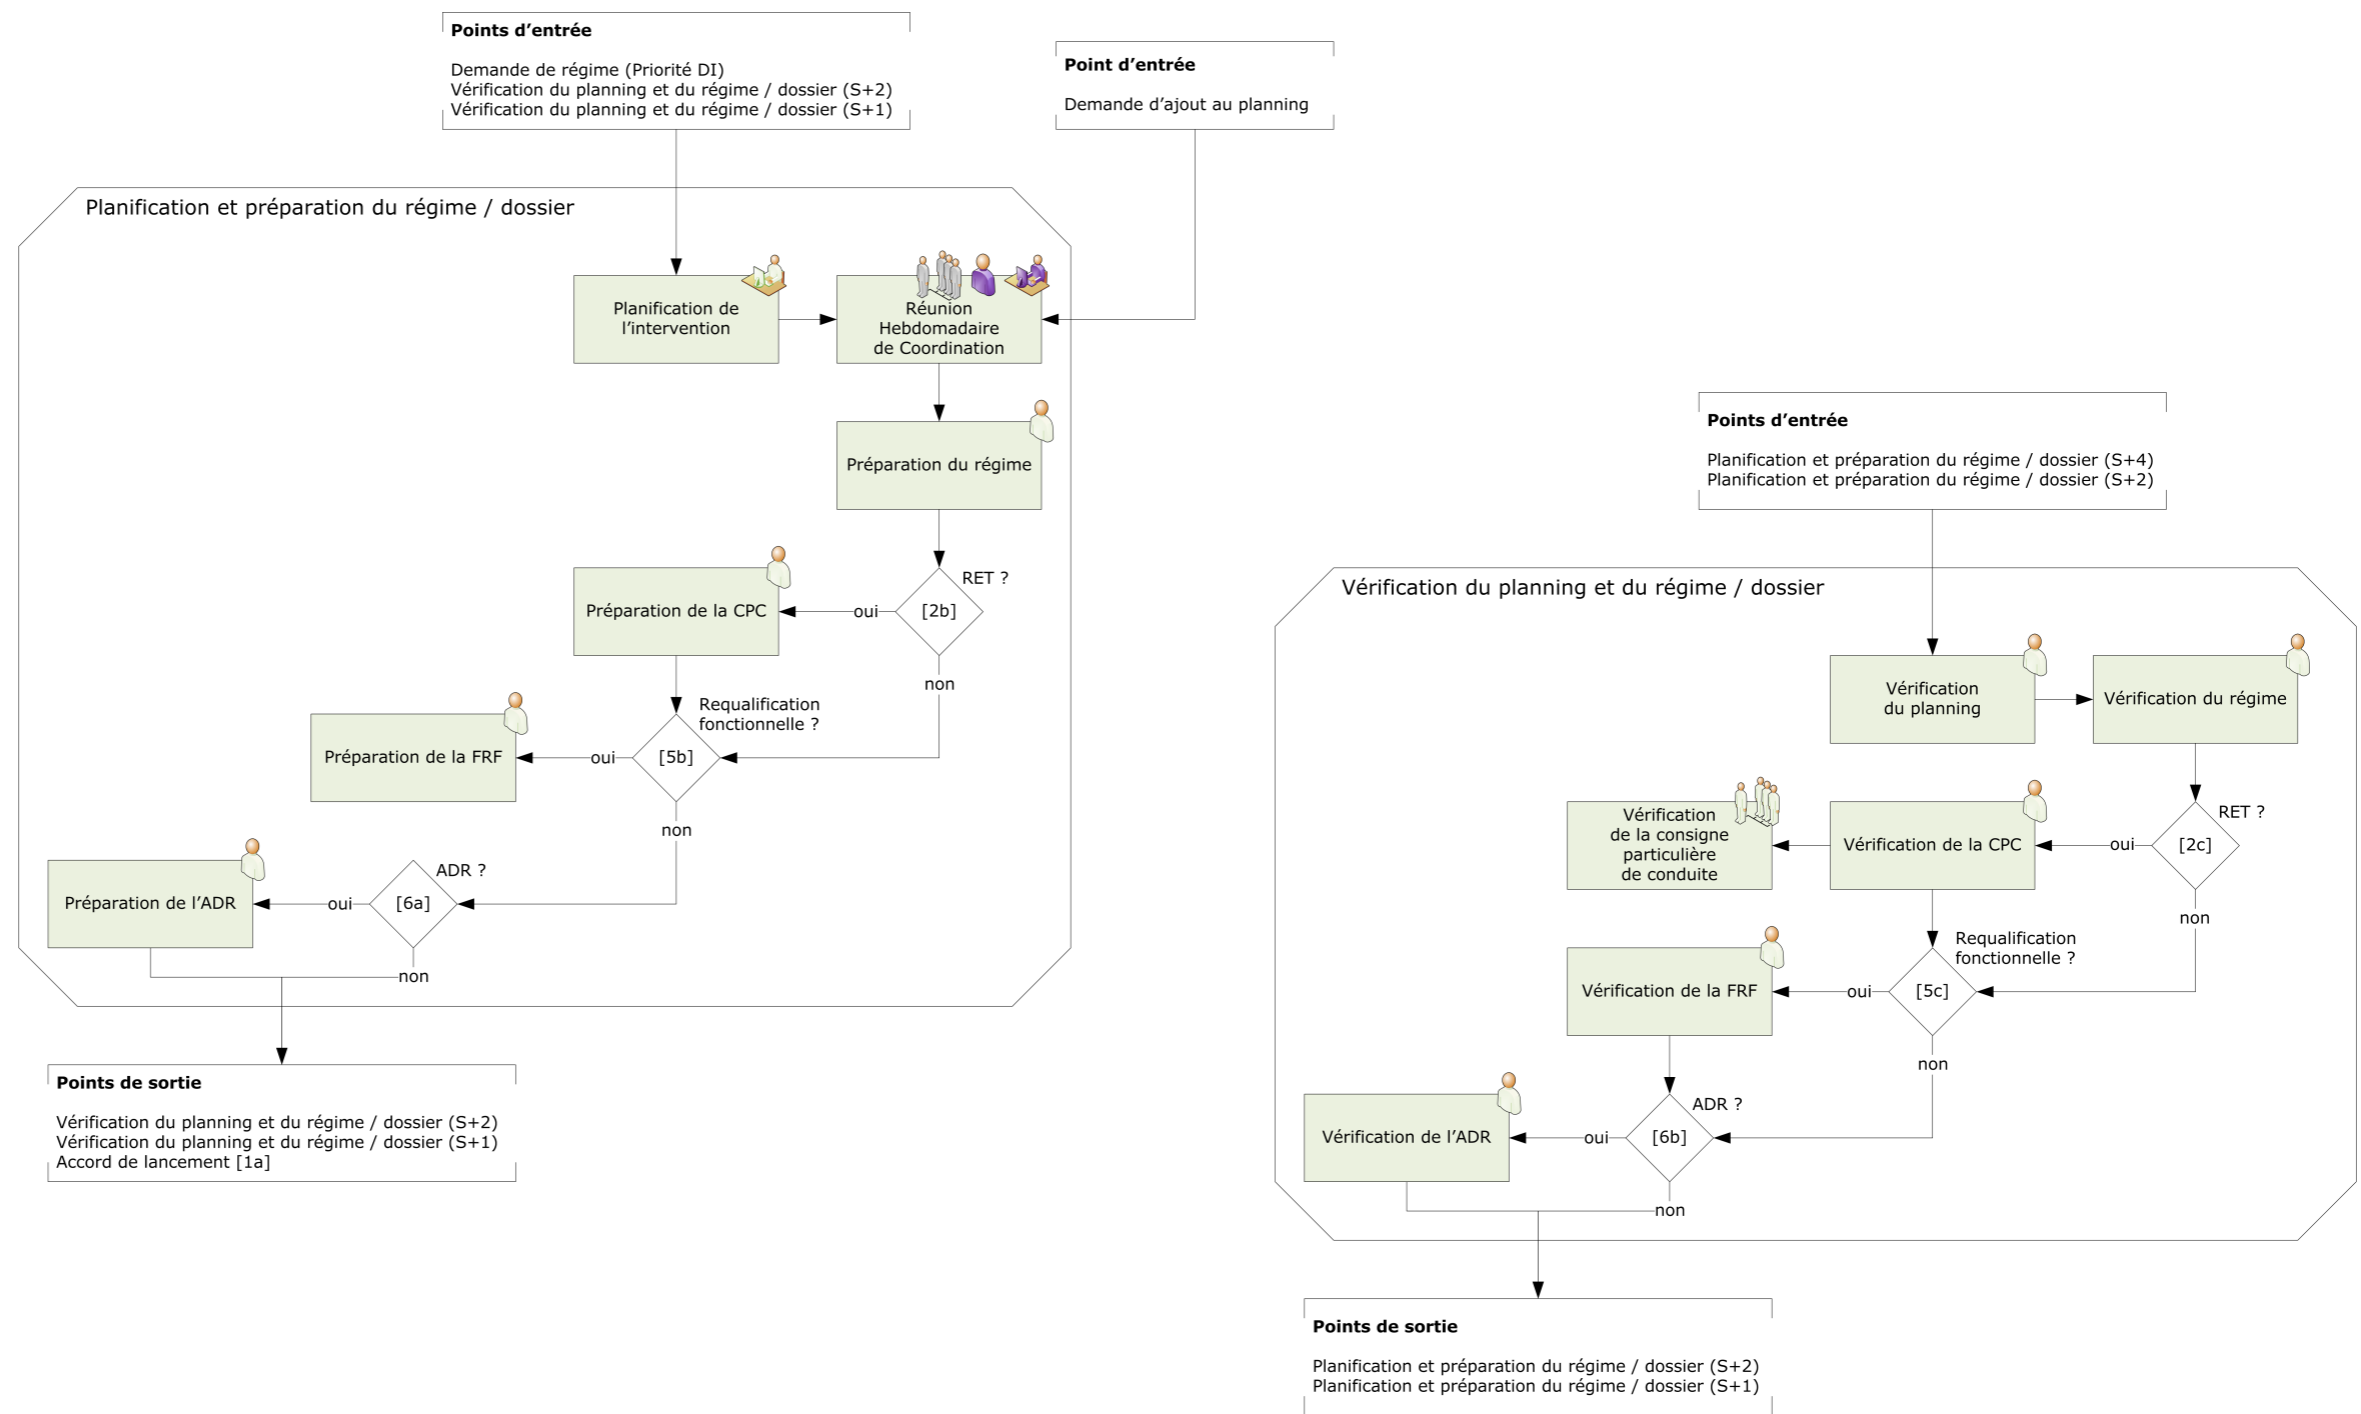 Points d’entrée
Demande de régime (Priorité DI)
Vérification du planning et du régime / dossier (S+2)
Vérification du planning et du régime / dossier (S+1)
Point d’entrée
Demande d’ajout au planning
Planification et préparation du régime / dossier
Planification de
l’intervention
Réunion
Hebdomadaire
de Coordination
Préparation du régime
RET ?
[2b]
oui
non
Préparation de la CPC
Requalification
fonctionnelle ?
[5b]
oui
non
Préparation de la FRF
ADR ?
[6a]
oui
non
Préparation de l’ADR
Points de sortie
Vérification du planning et du régime / dossier (S+2)
Vérification du planning et du régime / dossier (S+1)
Accord de lancement [1a]
Points d’entrée
Planification et préparation du régime / dossier (S+4)
Planification et préparation du régime / dossier (S+2)
Vérification du planning et du régime / dossier
Vérification
du planning
Vérification du régime
RET ?
[2c]
oui
non
Vérification de la CPC
Vérification
de la consigne
particulière
de conduite
Requalification
fonctionnelle ?
[5c]
oui
non
Vérification de la FRF
ADR ?
[6b]
oui
non
Vérification de l’ADR
Points de sortie
Planification et préparation du régime / dossier (S+2)
Planification et préparation du régime / dossier (S+1)